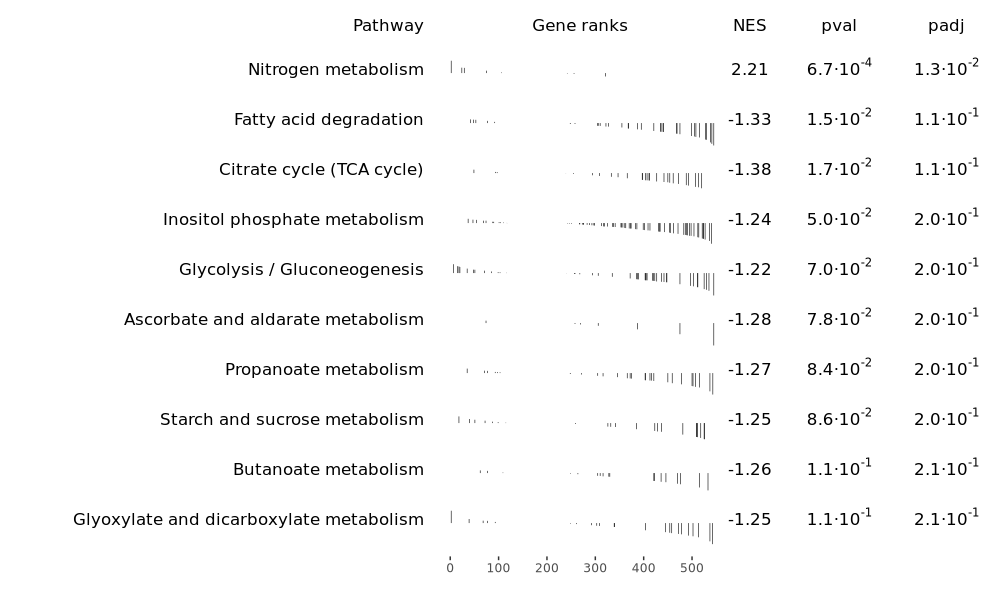 Pathway Gene ranks NES pval padj
Nitrogen metabolism 2.21 6.7·10^-4 1.3·10^-2
Fatty acid degradation -1.33 1.5·10^-2 1.1·10^-1
Citrate cycle (TCA cycle) -1.38 1.7·10^-2 1.1·10^-1
Inositol phosphate metabolism -1.24 5.0·10^-2 2.0·10^-1
Glycolysis / Gluconeogenesis -1.22 7.0·10^-2 2.0·10^-1
Ascorbate and aldarate metabolism -1.28 7.8·10^-2 2.0·10^-1
Propanoate metabolism -1.27 8.4·10^-2 2.0·10^-1
Starch and sucrose metabolism -1.25 8.6·10^-2 2.0·10^-1
Butanoate metabolism -1.26 1.1·10^-1 2.1·10^-1
Glyoxylate and dicarboxylate metabolism -1.25 1.1·10^-1 2.1·10^-1
0 100 200 300 400 500